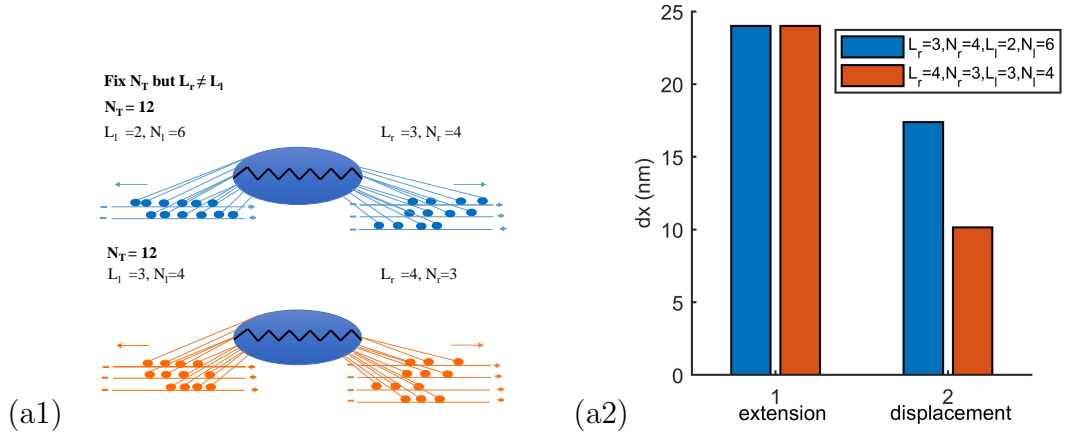 Fix N_T but L_r ≠ L_l
N_T = 12
L_l =2, N_l=6
L_r =3, N_r=4
N_T = 12
L_l =3, N_l=4
L_r =4, N_r=3
(a1)
25
20
15
10
5
0
dx (nm)
L_r=3,N_r=4,L_l=2,N_l=6
L_r=4,N_r=3,L_l=3,N_l=4
1
2
extension
displacement
(a2)